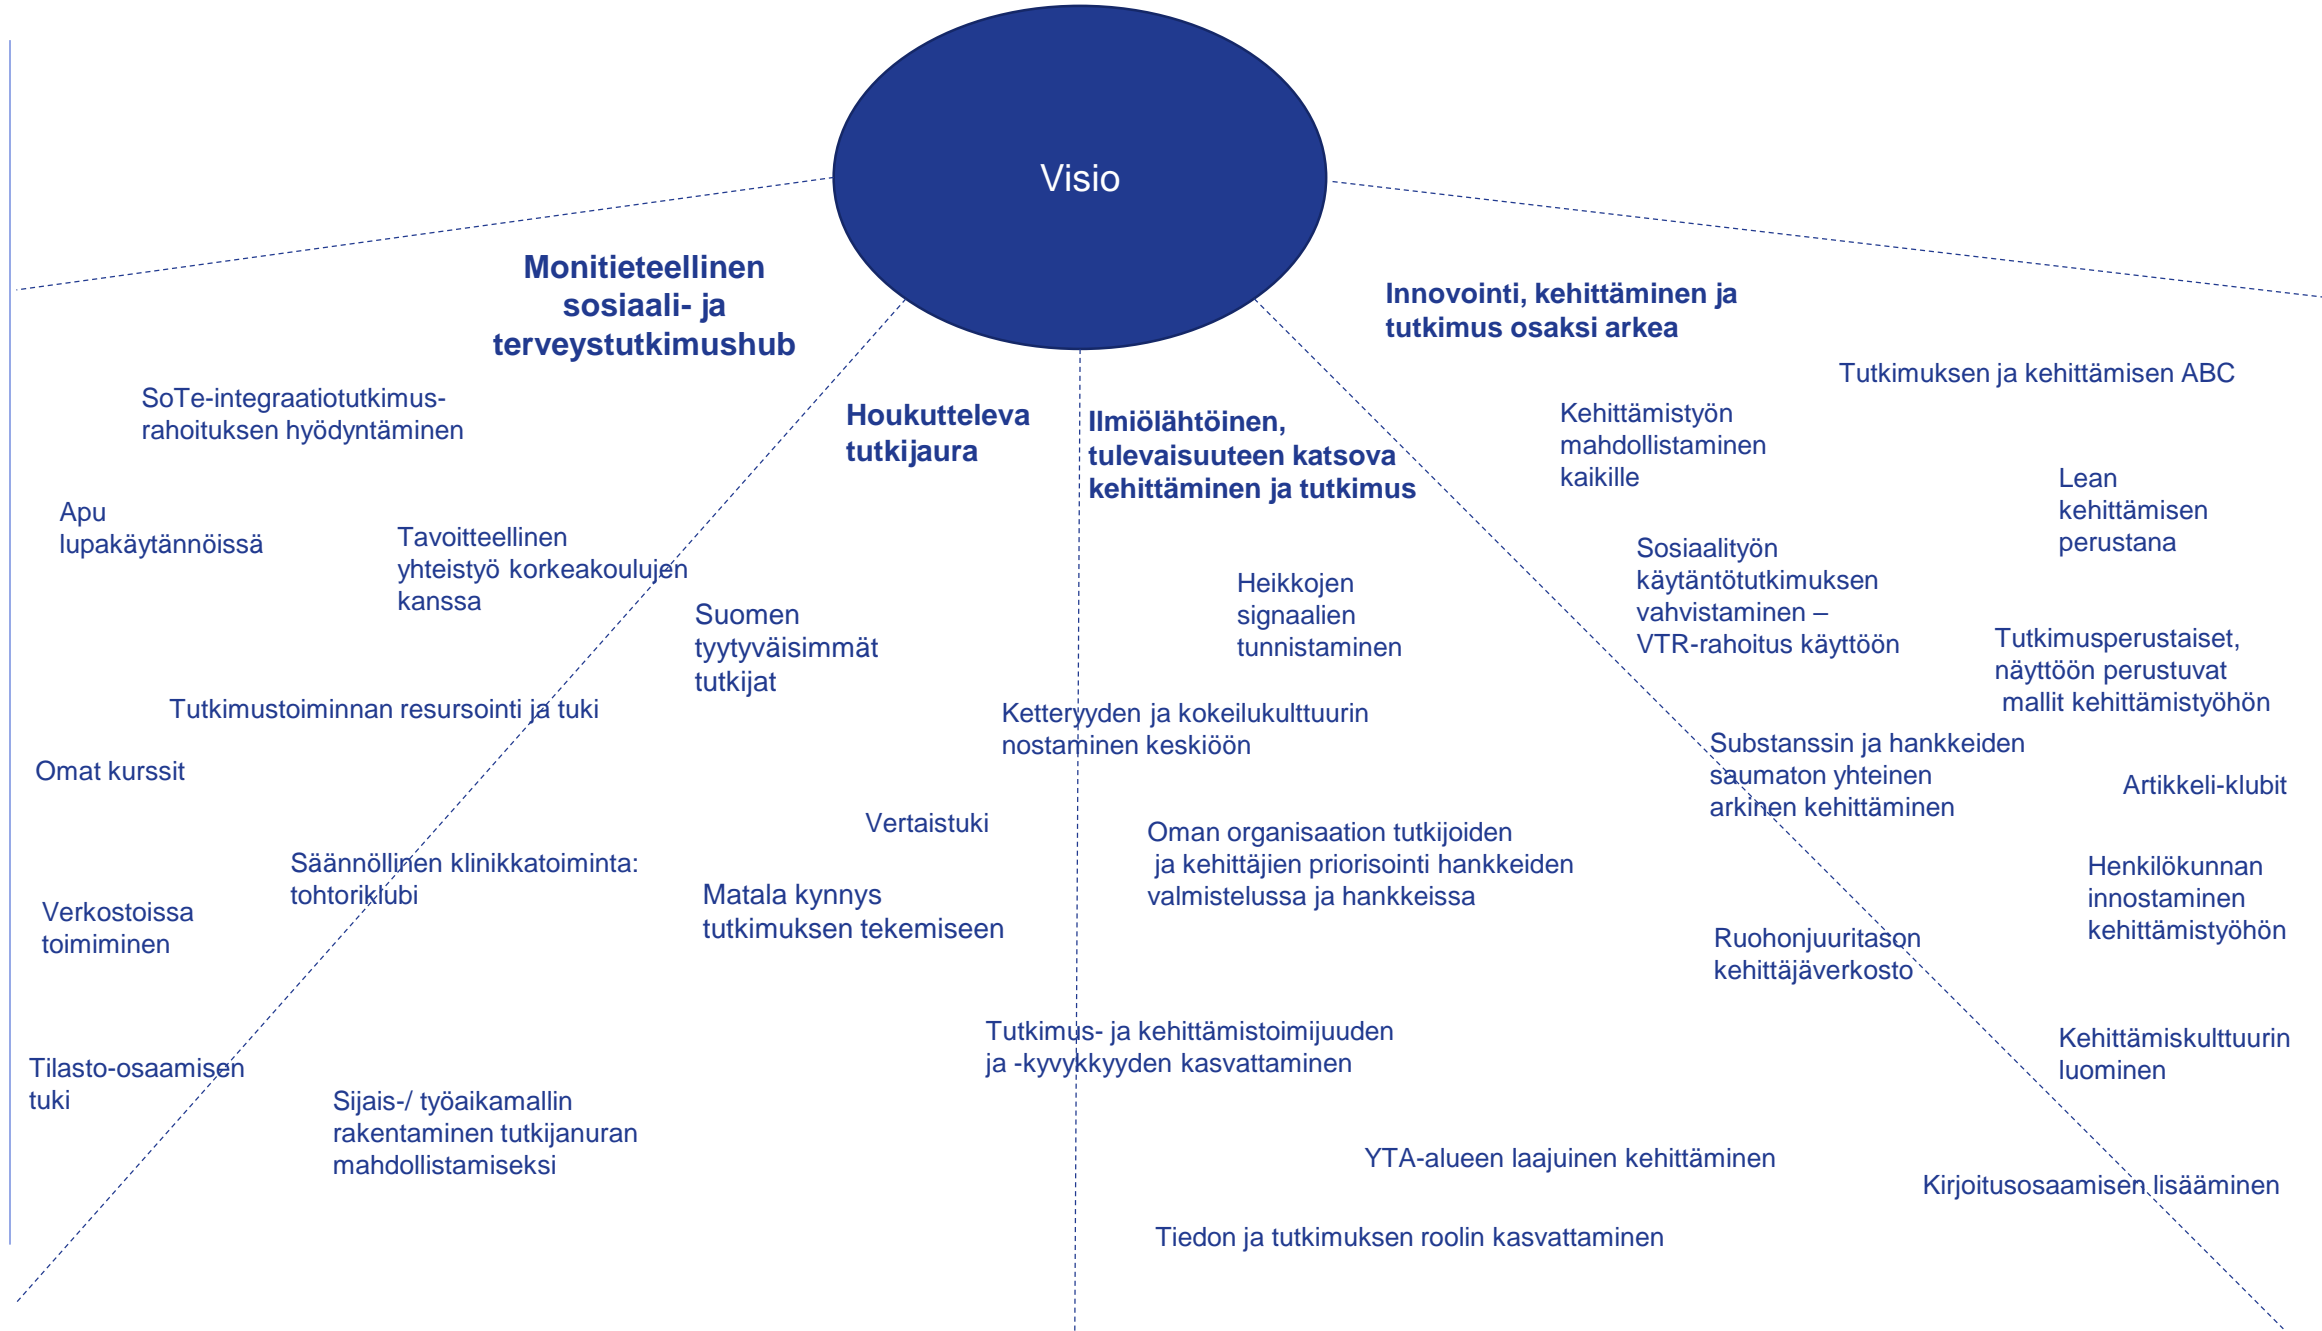 Visio
Monitieteellinen
sosiaali- ja
terveystutkimushub
SoTe-integraatiotutkimus-
rahoituksen hyödyntäminen
Apu
lupakäytännöissä
Tavoitteellinen
yhteistyö korkeakoulujen
kanssa
Tutkimustoiminnan resursointi ja tuki
Omat kurssit
Säännöllinen klinikkatoiminta:
tohtoriklubi
Verkostoissa
toimiminen
Tilasto-osaamisen
tuki
Houkutteleva
tutkijaura
Suomen
tyytyväisimmät
tutkijat
Vertaistuki
Matala kynnys
tutkimuksen tekemiseen
Sijais-/ työaikamallin
rakentaminen tutkijanuran
mahdollistamiseksi
Ilmiölähtöinen,
tulevaisuuteen katsova
kehittäminen ja tutkimus
Heikkojen
signaalien
tunnistaminen
Ketteryyden ja kokeilukulttuurin
nostaminen keskiöön
Oman organisaation tutkijoiden
ja kehittäjien priorisointi hankkeiden
valmistelussa ja hankkeissa
Tutkimus- ja kehittämistoimijuuden
ja -kyvykkyyden kasvattaminen
YTA-alueen laajuinen kehittäminen
Tiedon ja tutkimuksen roolin kasvattaminen
Innovointi, kehittäminen ja
tutkimus osaksi arkea
Tutkimuksen ja kehittämisen ABC
Kehittämistyön
mahdollistaminen
kaikille
Lean
kehittämisen
perustana
Sosiaalityön
käytäntötutkimuksen
vahvistaminen –
VTR-rahoitus käyttöön
Tutkimusperustaiset,
näyttöön perustuvat
mallit kehittämistyöhön
Substanssin ja hankkeiden
saumaton yhteinen
arkinen kehittäminen
Artikkeli-klubit
Henkilökunnan
innostaminen
kehittämistyöhön
Ruohonjuuritason
kehittäjäverkosto
Kehittämiskulttuurin
luominen
Kirjoitusosaamisen lisääminen